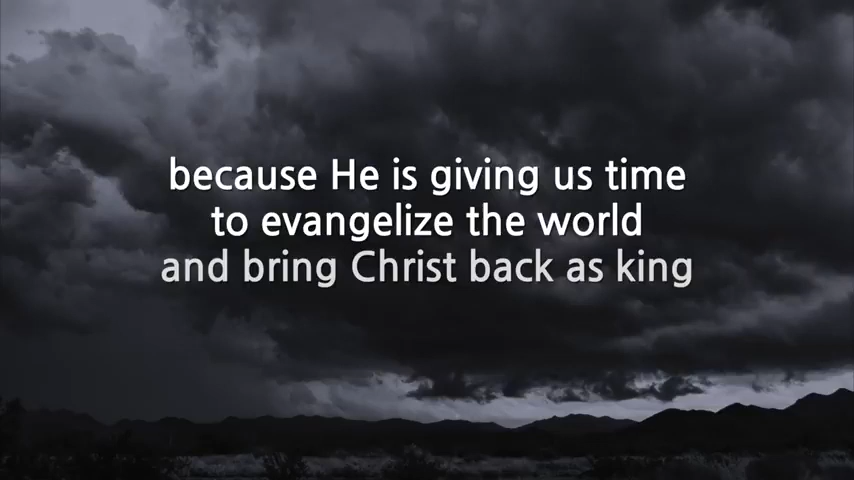 because He is giving us time
to evangelize the world
and bring Christ back as king